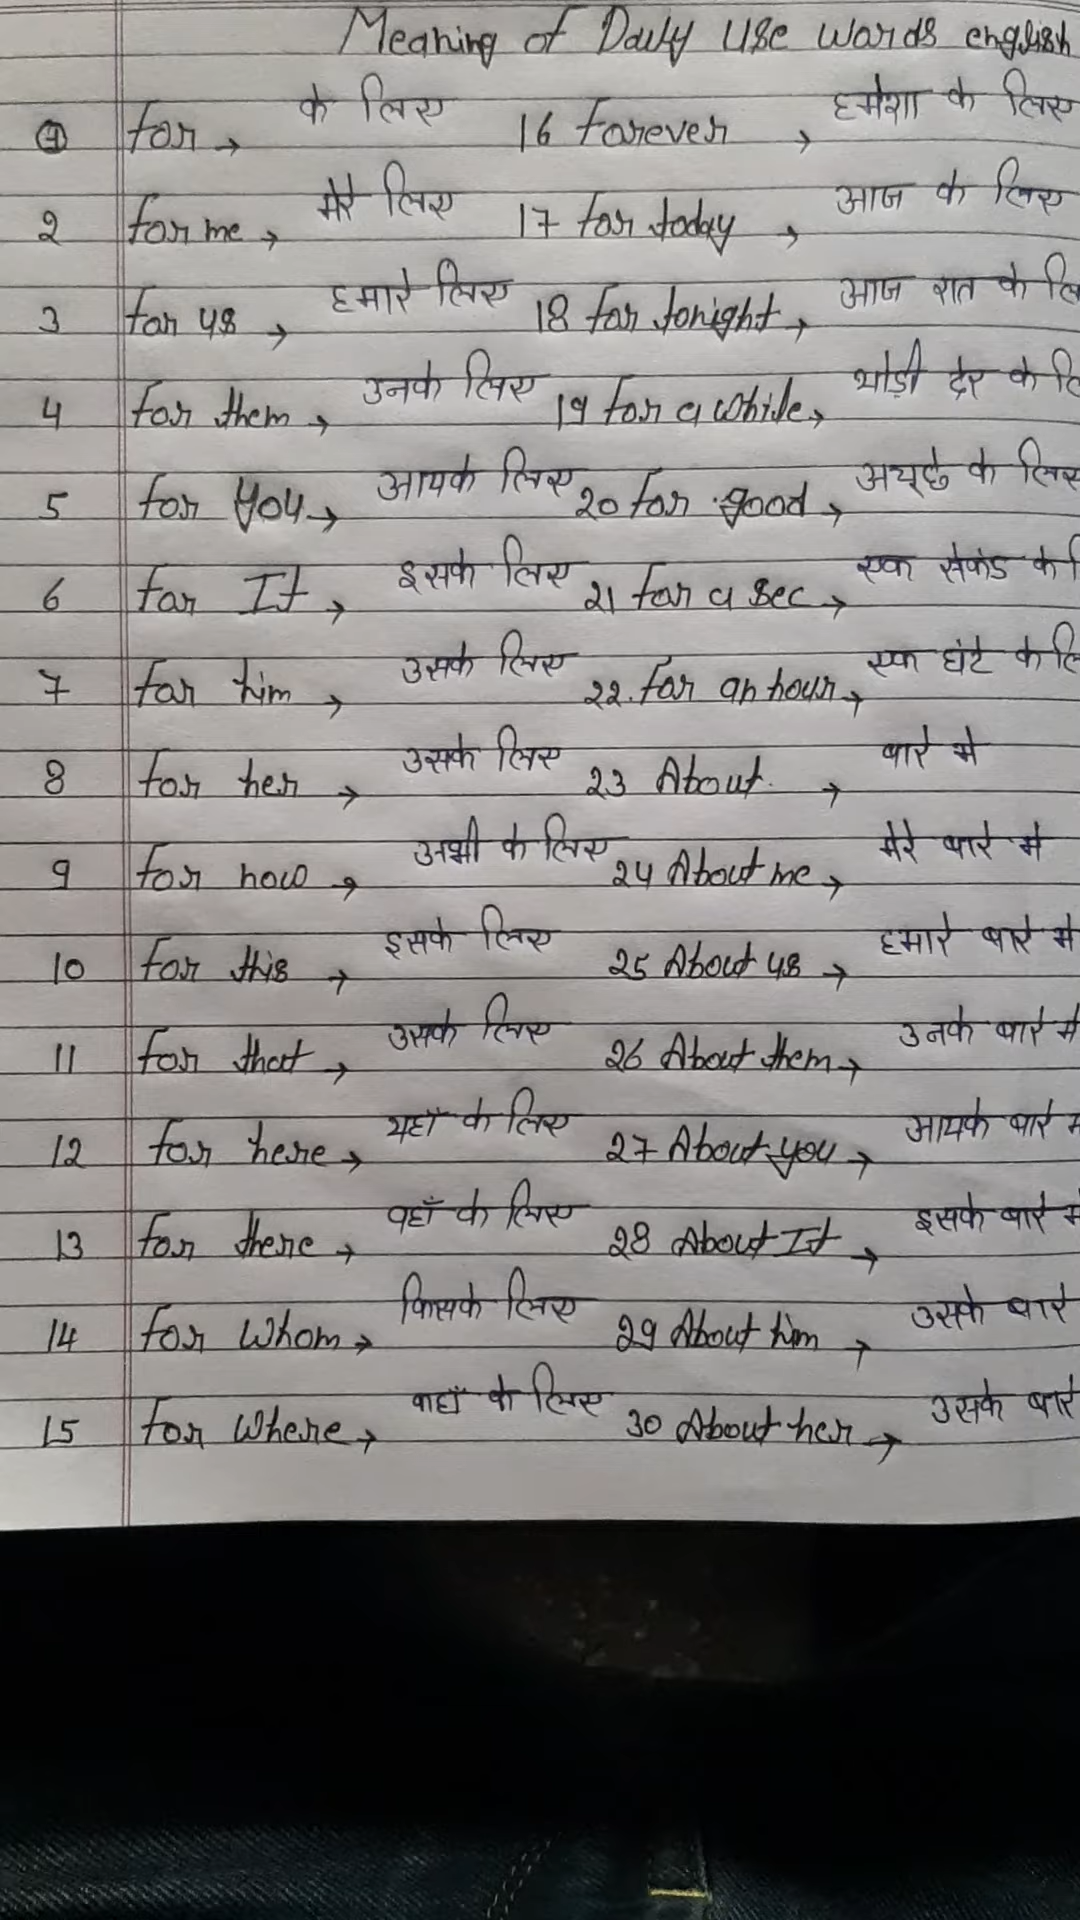 Meaning of Daily Use words english
1 for → के लिए 16 forever → हमेशा के लिए
2 for me → मेरे लिए 17 for today → आज के लिए
3 for us → हमारे लिए 18 for tonight → आज रात के लि
4 for them → उनके लिए 19 for a while → थोड़ी देर के लि
5 for you → आपके लिए 20 for good → अच्छे के लिए
6 for It → इसके लिए 21 for a sec → एक सेकंड के
7 for him → उसके लिए 22. for an hour → एक घंटे के लि
8 for her → उसके लिए 23 About → बारे मे
9 for now → अभी के लिए 24 About me → मेरे बारे मे
10 for this → इसके लिए 25 About us → हमारे बारे मे
11 for that → उसके लिए 26 About them → उनके बारे मे
12 for here → यहाँ के लिए 27 About you → आपके बारे म
13 for there → वहाँ के लिए 28 About It → इसके बारे म
14 for whom → किसके लिए 29 About him → उसके बारे
15 for where → कहाँ के लिए 30 About her → उसके बारे